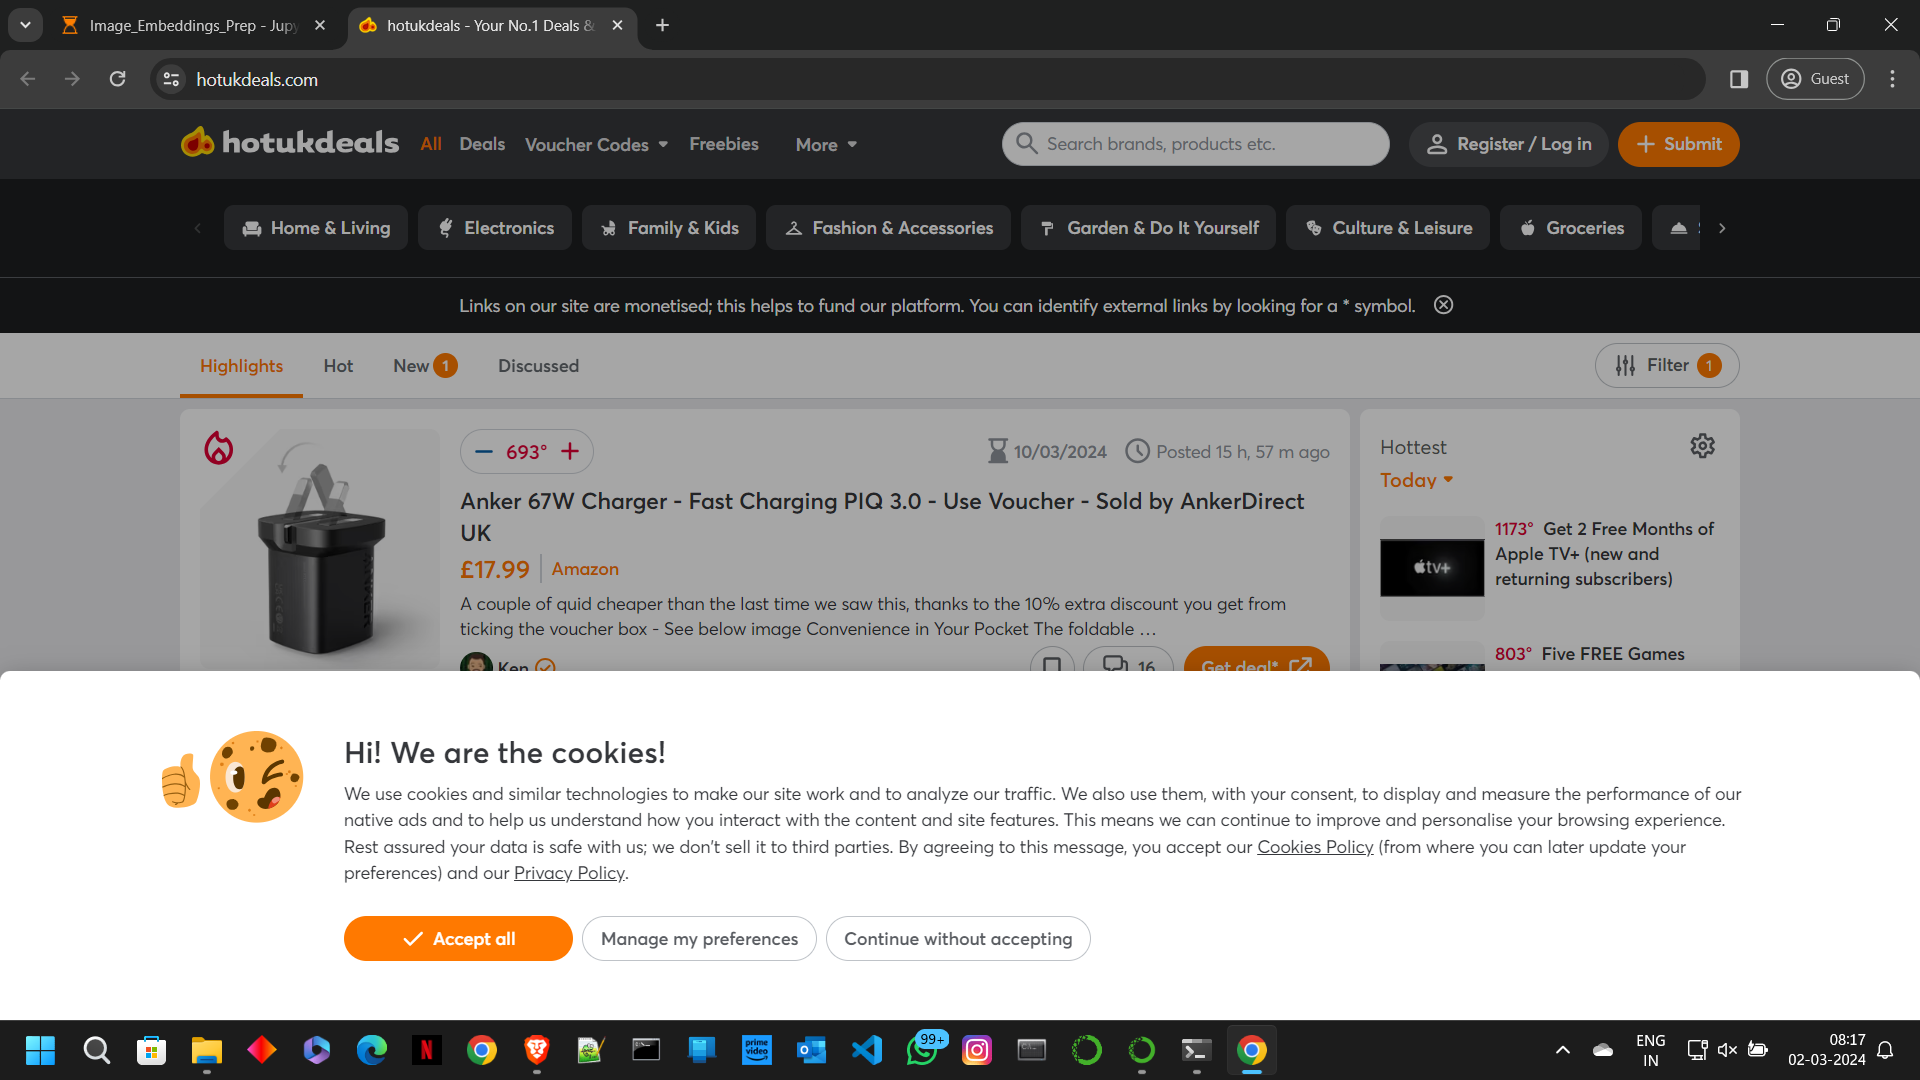 Image_Embeddings_Prep - Jupy
hotukdeals - Your No.1 Deals &
hotukdeals.com
Guest
hotukdeals
All
Deals
Voucher Codes
Freebies
More
Search brands, products etc.
Register / Log in
Submit
Home & Living
Electronics
Family & Kids
Fashion & Accessories
Garden & Do It Yourself
Culture & Leisure
Groceries
Links on our site are monetised; this helps to fund our platform. You can identify external links by looking for a * symbol.
Highlights
Hot
New 1
Discussed
Filter 1
693°
10/03/2024
Posted 15 h, 57 m ago
Anker 67W Charger - Fast Charging PIQ 3.0 - Use Voucher - Sold by AnkerDirect
UK
£17.99
Amazon
A couple of quid cheaper than the last time we saw this, thanks to the 10% extra discount you get from
ticking the voucher box - See below image Convenience in Your Pocket The foldable …
Ken
16
Get deal*
Hottest
Today
tv+
1173° Get 2 Free Months of
Apple TV+ (new and
returning subscribers)
803° Five FREE Games
Hi! We are the cookies!
We use cookies and similar technologies to make our site work and to analyze our traffic. We also use them, with your consent, to display and measure the performance of our
native ads and to help us understand how you interact with the content and site features. This means we can continue to improve and personalise your browsing experience.
Rest assured your data is safe with us; we don't sell it to third parties. By agreeing to this message, you accept our Cookies Policy (from where you can later update your
preferences) and our Privacy Policy.
Accept all
Manage my preferences
Continue without accepting
N
prime
video
99+
ENG
IN
08:17
02-03-2024